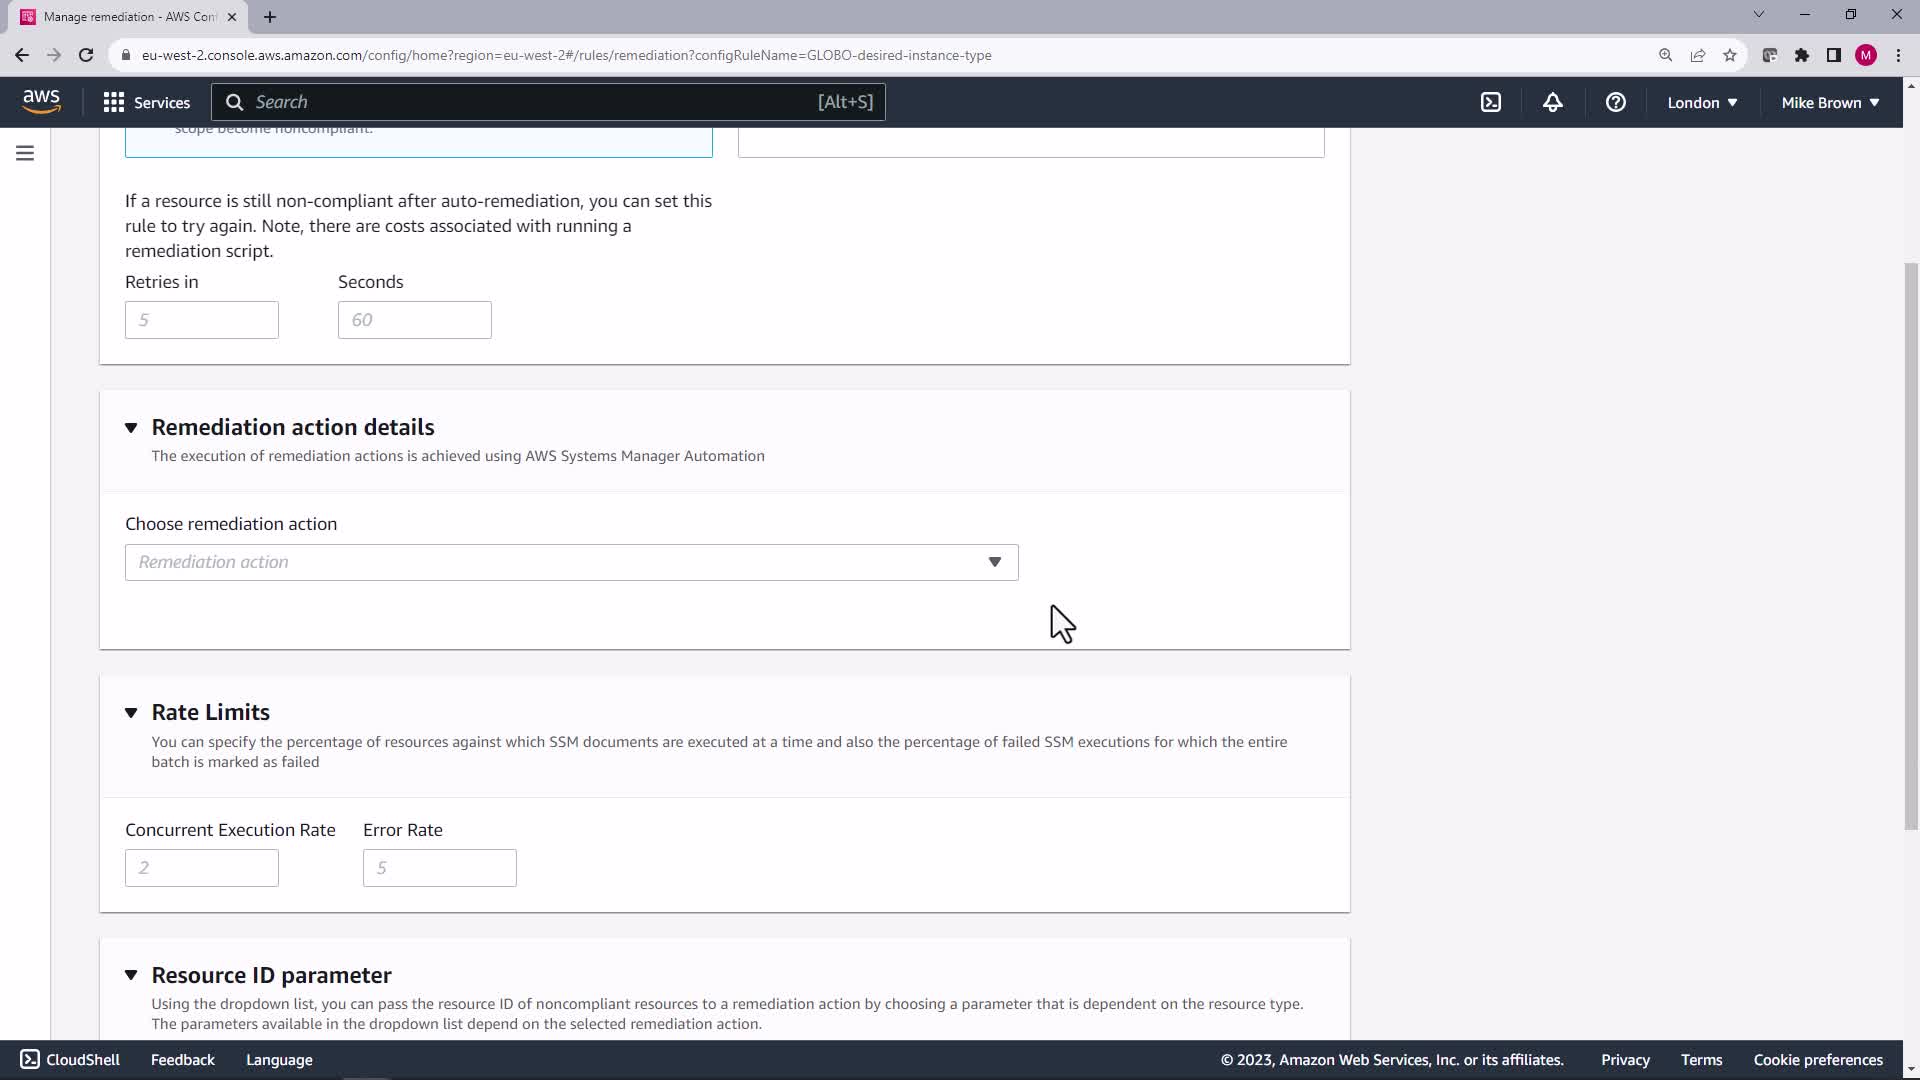 Manage remediation - AWS Con
eu-west-2.console.aws.amazon.com/config/home?region=eu-west-2#/rules/remediation?configRuleName=GLOBO-desired-instance-type
M
aws
Services
Search
[Alt+S]
London
Mike Brown
scope become noncompliant.
If a resource is still non-compliant after auto-remediation, you can set this
rule to try again. Note, there are costs associated with running a
remediation script.
Retries in
Seconds
5
60
Remediation action details
The execution of remediation actions is achieved using AWS Systems Manager Automation
Choose remediation action
Remediation action
Rate Limits
You can specify the percentage of resources against which SSM documents are executed at a time and also the percentage of failed SSM executions for which the entire
batch is marked as failed
Concurrent Execution Rate
Error Rate
2
5
Resource ID parameter
Using the dropdown list, you can pass the resource ID of noncompliant resources to a remediation action by choosing a parameter that is dependent on the resource type.
The parameters available in the dropdown list depend on the selected remediation action.
CloudShell
Feedback
Language
© 2023, Amazon Web Services, Inc. or its affiliates.
Privacy
Terms
Cookie preferences